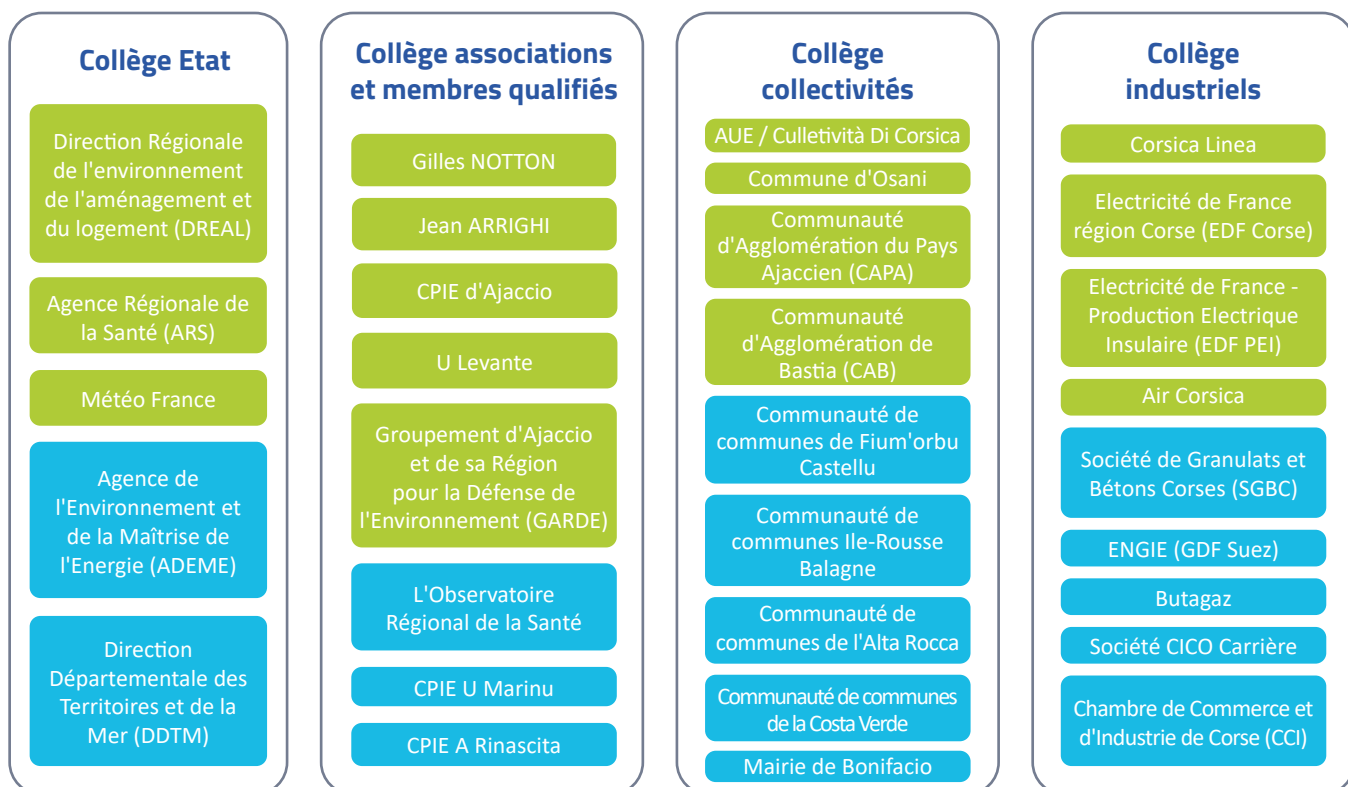 Collège Etat
Direction Régionale
de l'environnement
de l'aménagement et
du logement (DREAL)
Agence Régionale de
la Santé (ARS)
Météo France
Agence de
l'Environnement et
de la Maîtrise de
l'Energie (ADEME)
Direction
Départementale des
Territoires et de la
Mer (DDTM)
Collège associations
et membres qualifiés
Gilles NOTTON
Jean ARRIGHI
CPIE d'Ajaccio
U Levante
Groupement d'Ajaccio
et de sa Région
pour la Défense de
l'Environnement (GARDE)
L'Observatoire
Régional de la Santé
CPIE U Marinu
CPIE A Rinascita
Collège
collectivités
AUE / Culletività Di Corsica
Commune d'Osani
Communauté
d'Agglomération du Pays
Ajaccien (CAPA)
Communauté
d'Agglomération de
Bastia (CAB)
Communauté de
communes de Fium'orbu
Castellu
Communauté de
communes Ile-Rousse
Balagne
Communauté de
communes de l'Alta Rocca
Communauté de communes
de la Costa Verde
Mairie de Bonifacio
Collège
industriels
Corsica Linea
Electricité de France
région Corse (EDF Corse)
Electricité de France -
Production Electrique
Insulaire (EDF PEI)
Air Corsica
Société de Granulats et
Bétons Corses (SGBC)
ENGIE (GDF Suez)
Butagaz
Société CICO Carrière
Chambre de Commerce et
d'Industrie de Corse (CCI)